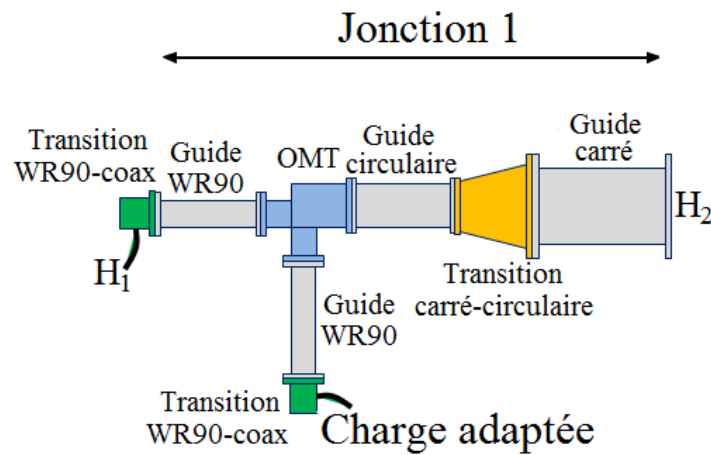 Jonction 1
Transition
WR90-coax
Guide
WR90
OMT
Guide
circulaire
Guide
carré
H1
H2
Transition
carré-circulaire
Guide
WR90
Transition
WR90-coax
Charge adaptée